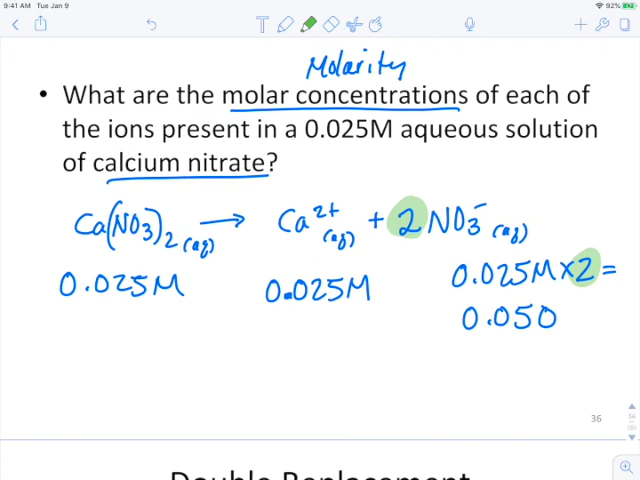 9:41 AM Tue Jan 9
92%
Molarity
• What are the molar concentrations of each of
the ions present in a 0.025M aqueous solution
of calcium nitrate?
Ca(NO3)2 (aq) → Ca2+ (aq) + 2NO3- (aq)
0.025M 0.025M 0.025M×2=
0.050
36
Double Replacement